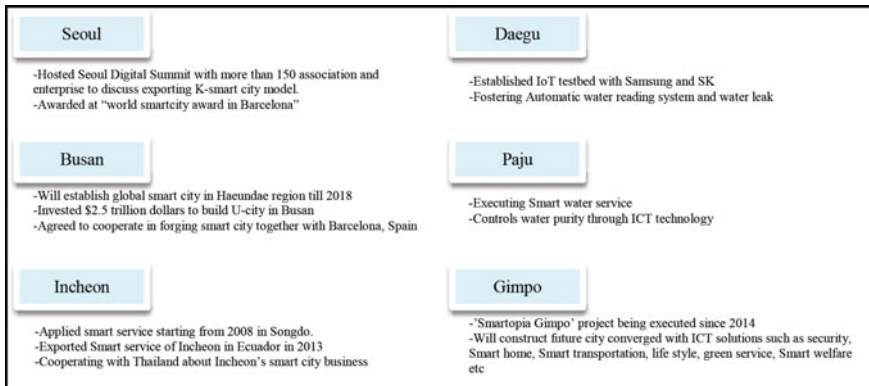 Seoul
-Hosted Seoul Digital Summit with more than 150 association and
enterprise to discuss exporting K-smart city model.
-Awarded at “world smartcity award in Barcelona”
Daegu
-Established IoT testbed with Samsung and SK
-Fostering Automatic water reading system and water leak
Busan
-Will establish global smart city in Haeundae region till 2018
-Invested $2.5 trillion dollars to build U-city in Busan
-Agreed to cooperate in forging smart city together with Barcelona, Spain
Paju
-Executing Smart water service
-Controls water purity through ICT technology
Incheon
-Applied smart service starting from 2008 in Songdo.
-Exported Smart service of Incheon in Ecuador in 2013
-Cooperating with Thailand about Incheon’s smart city business
Gimpo
-’Smartopia Gimpo’ project being executed since 2014
-Will construct future city converged with ICT solutions such as security,
Smart home, Smart transportation, life style, green service, Smart welfare
etc